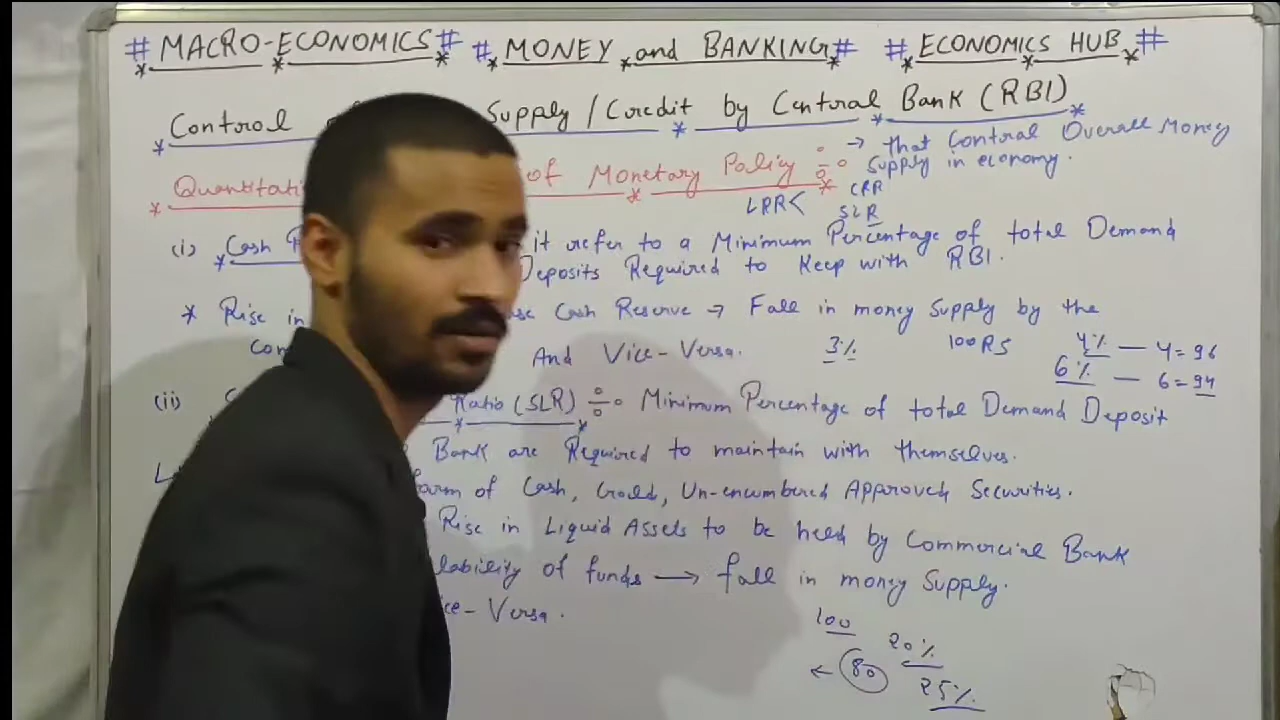 # MACRO-ECONOMICS # # MONEY and BANKING # # ECONOMICS HUB #
Control Supply / Credit by Central Bank (RBI)
Quantitati of Monetary Policy → that Control Overall Money
Supply in economy.
LRR < CRR
SLR
(i) Cash it refer to a Minimum Percentage of total Demand
Deposits Required to Keep with RBI.
* Rise in Cash Reserve → Fall in money Supply by the
Com And Vice-Versa. 3% 100 RS 4% — 4 = 96
6% — 6 = 94
(ii) Ratio (SLR) Minimum Percentage of total Demand Deposit
Bank are Required to maintain with themselves.
form of Cash, Gold, Un-encumbered Approved Securities.
Rise in Liquid Assets to be held by Commercial Bank
lability of funds → fall in money Supply.
ice-Versa.
100
20%
← 80
25%